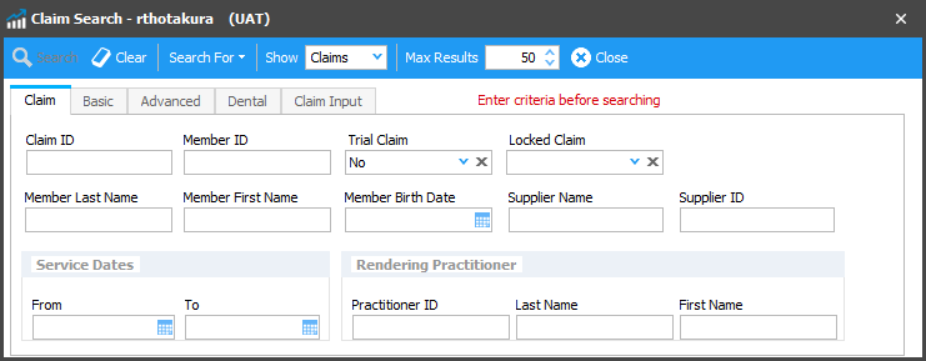 Claim Search - rthotakura (UAT)
Search Clear Search For Show Claims Max Results 50 Close
Claim Basic Advanced Dental Claim Input Enter criteria before searching
Claim ID Member ID Trial Claim Locked Claim
No
Member Last Name Member First Name Member Birth Date Supplier Name Supplier ID
Service Dates Rendering Practitioner
From To Practitioner ID Last Name First Name